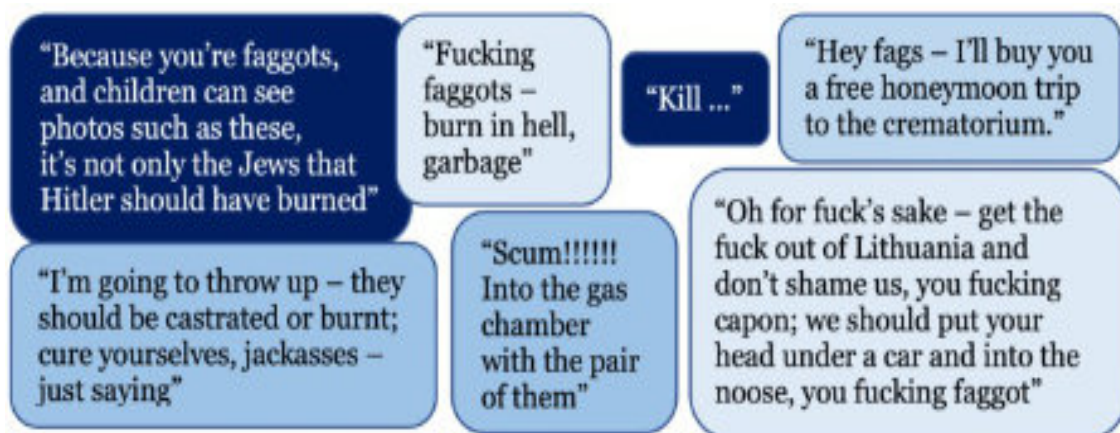 “Because you’re faggots,
and children can see
photos such as these,
it’s not only the Jews that
Hitler should have burned”
“Fucking
faggots –
burn in hell,
garbage”
“Kill ...”
“Hey fags – I’ll buy you
a free honeymoon trip
to the crematorium.”
“I’m going to throw up – they
should be castrated or burnt;
cure yourselves, jackasses –
just saying”
“Scum!!!!!!
Into the gas
chamber
with the pair
of them”
“Oh for fuck’s sake – get the
fuck out of Lithuania and
don’t shame us, you fucking
capon; we should put your
head under a car and into the
noose, you fucking faggot”